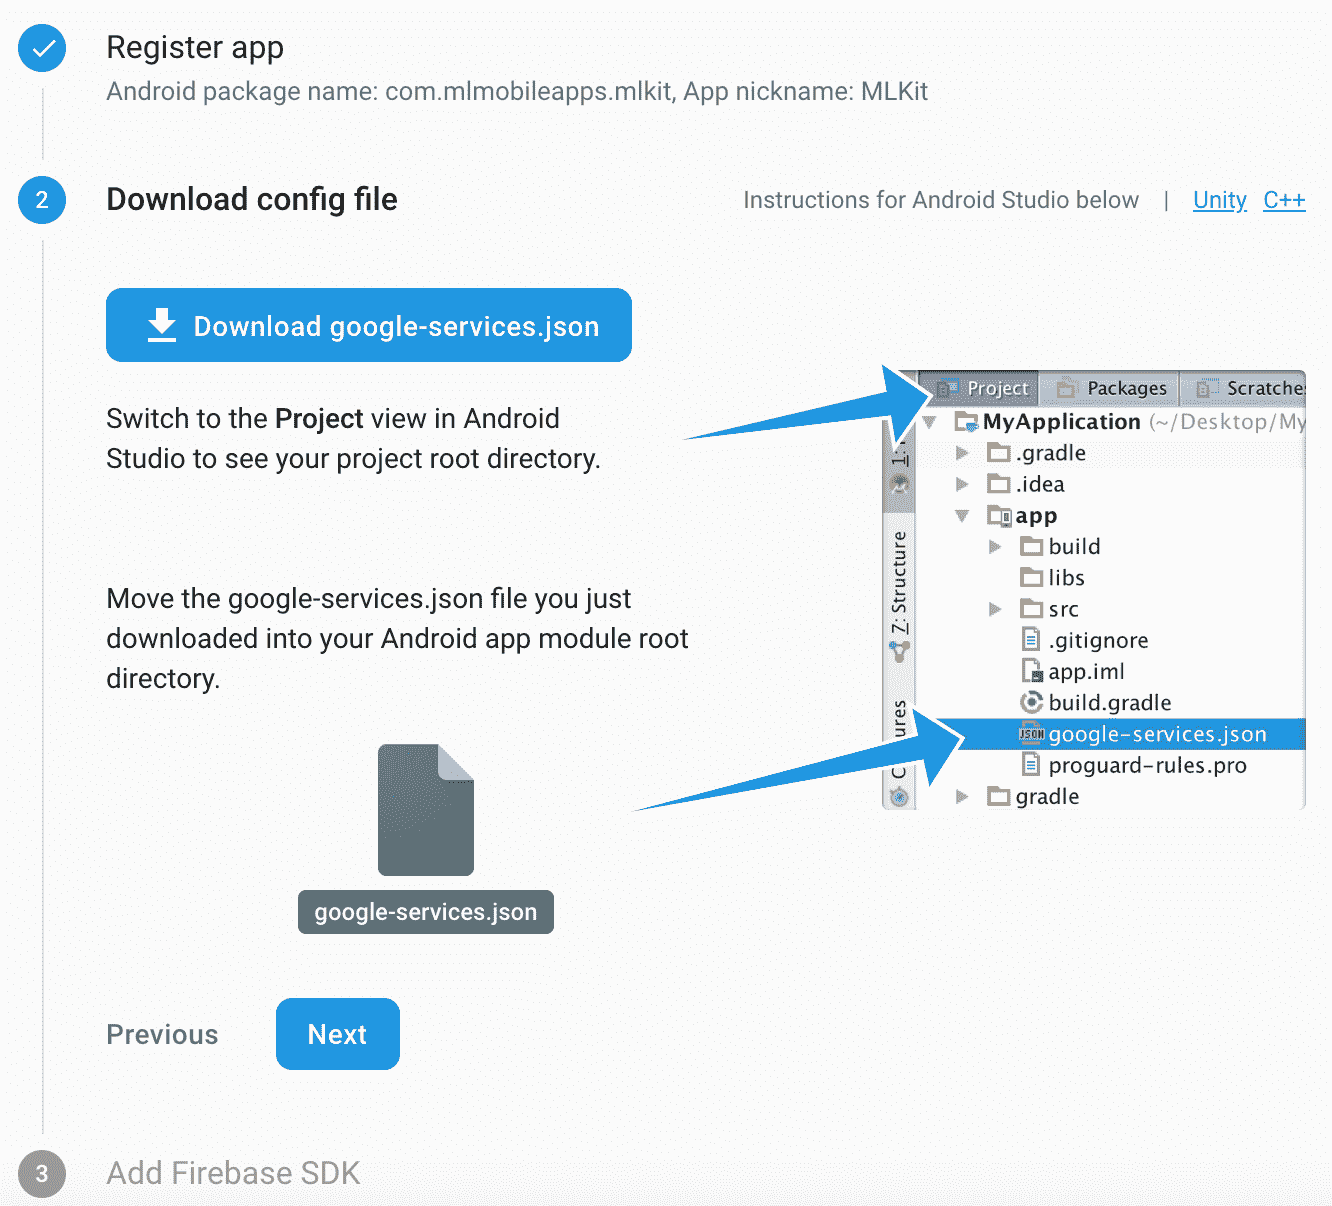 Register app
Android package name: com.mlmobileapps.mlkit, App nickname: MLKit
2
Download config file
Instructions for Android Studio below | Unity C++
Download google-services.json
Switch to the Project view in Android
Studio to see your project root directory.
Move the google-services.json file you just
downloaded into your Android app module root
directory.
google-services.json
Previous
Next
Project
Packages
Scratches
MyApplication (~/Desktop/My
.gradle
.idea
app
build
libs
src
.gitignore
app.iml
build.gradle
JSON google-services.json
proguard-rules.pro
gradle
1:
Z: Structure
ures
3
Add Firebase SDK